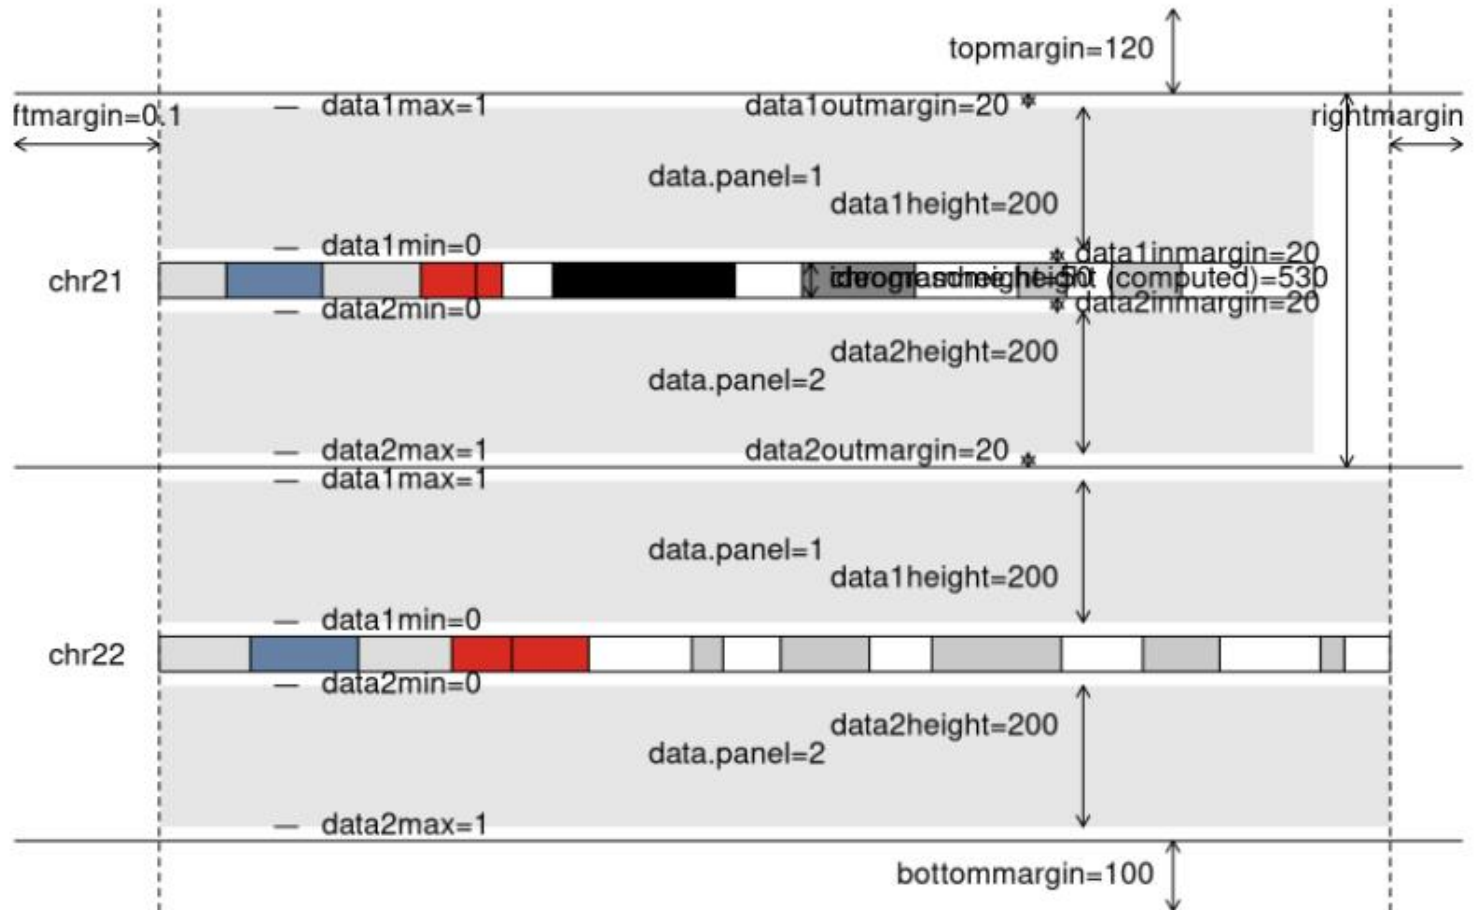 topmargin=120
data1max=1
data1outmargin=20
ftmargin=0.1
rightmargin
data.panel=1
data1height=200
data1min=0
data1inmargin=20
chr21
(computed)=530
data2min=0
data2inmargin=20
data2height=200
data.panel=2
data2max=1
data2outmargin=20
data1max=1
data.panel=1
data1height=200
data1min=0
chr22
data2min=0
data2height=200
data.panel=2
data2max=1
bottommargin=100